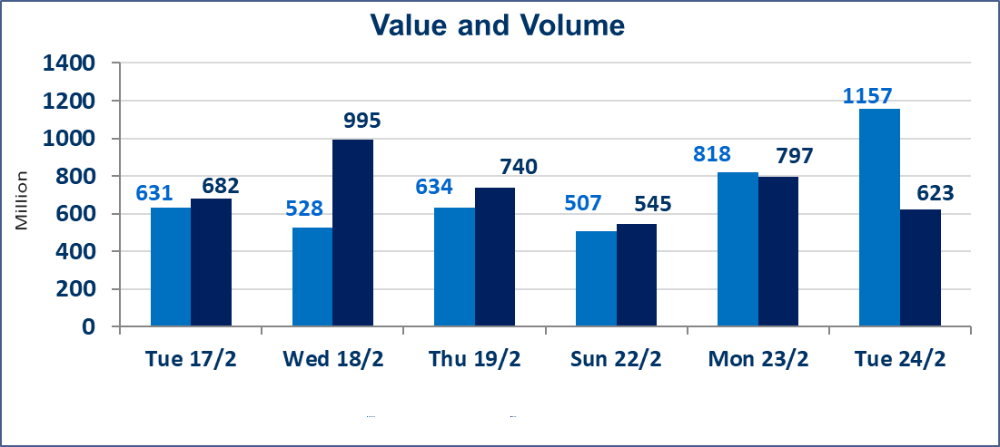 Value and Volume
1400
1200
1000
800
600
400
200
0
Million
631
682
528
995
634
740
507
545
818
797
1157
623
Tue 17/2
Wed 18/2
Thu 19/2
Sun 22/2
Mon 23/2
Tue 24/2